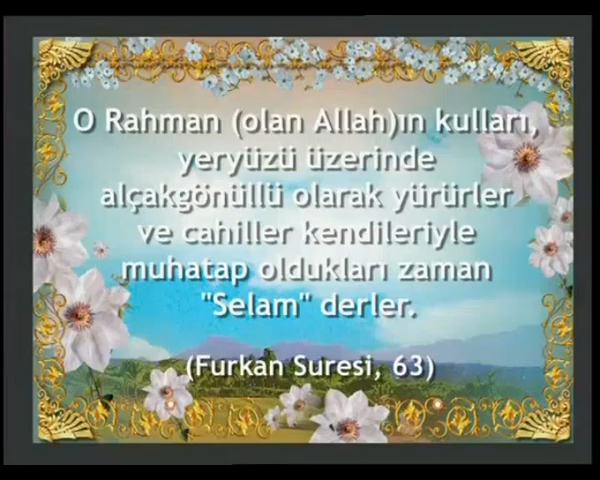 O Rahman (olan Allah)ın kulları,
yeryüzü üzerinde
alçakgönüllü olarak yürürler
ve cahiller kendileriyle
muhatap oldukları zaman
"Selam" derler.
(Furkan Suresi, 63)